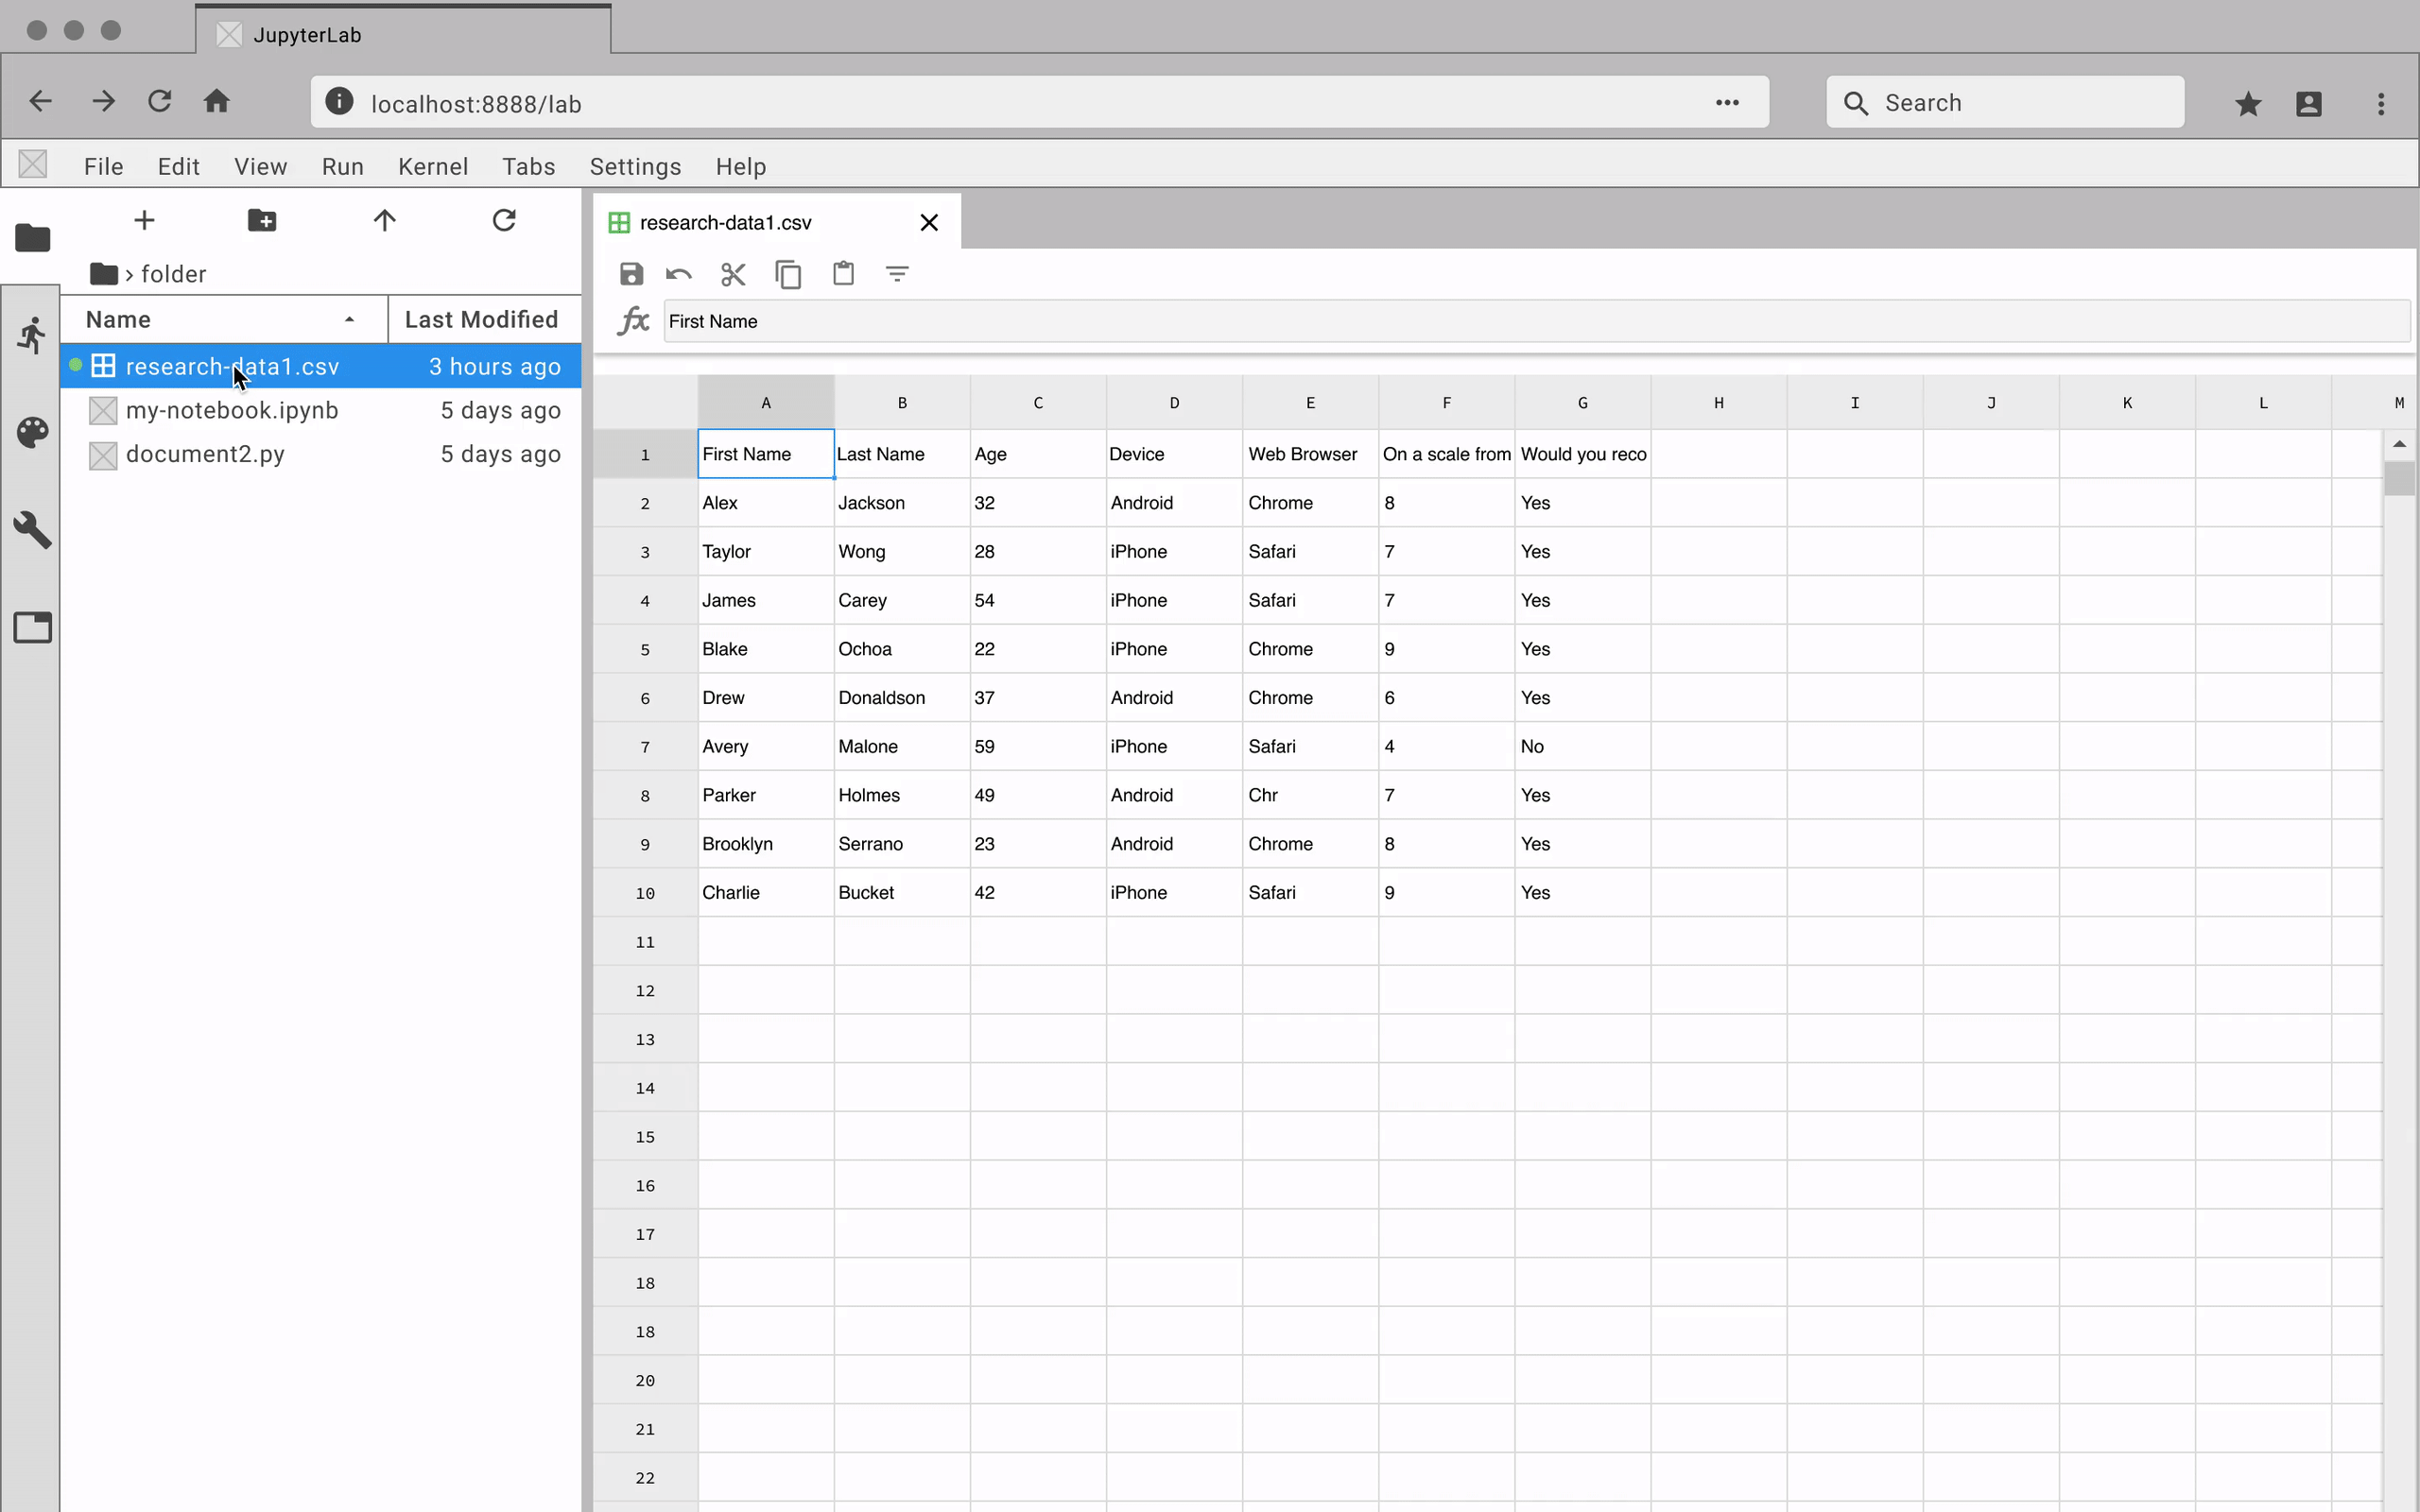 JupyterLab
localhost:8888/lab
Search
File Edit View Run Kernel Tabs Settings Help
research-data1.csv
› folder
fx First Name
Name Last Modified
research-data1.csv 3 hours ago
my-notebook.ipynb 5 days ago
document2.py 5 days ago
A B C D E F G H I J K L M
1 First Name Last Name Age Device Web Browser On a scale from Would you reco
2 Alex Jackson 32 Android Chrome 8 Yes
3 Taylor Wong 28 iPhone Safari 7 Yes
4 James Carey 54 iPhone Safari 7 Yes
5 Blake Ochoa 22 iPhone Chrome 9 Yes
6 Drew Donaldson 37 Android Chrome 6 Yes
7 Avery Malone 59 iPhone Safari 4 No
8 Parker Holmes 49 Android Chr 7 Yes
9 Brooklyn Serrano 23 Android Chrome 8 Yes
10 Charlie Bucket 42 iPhone Safari 9 Yes
11
12
13
14
15
16
17
18
18
20
21
22